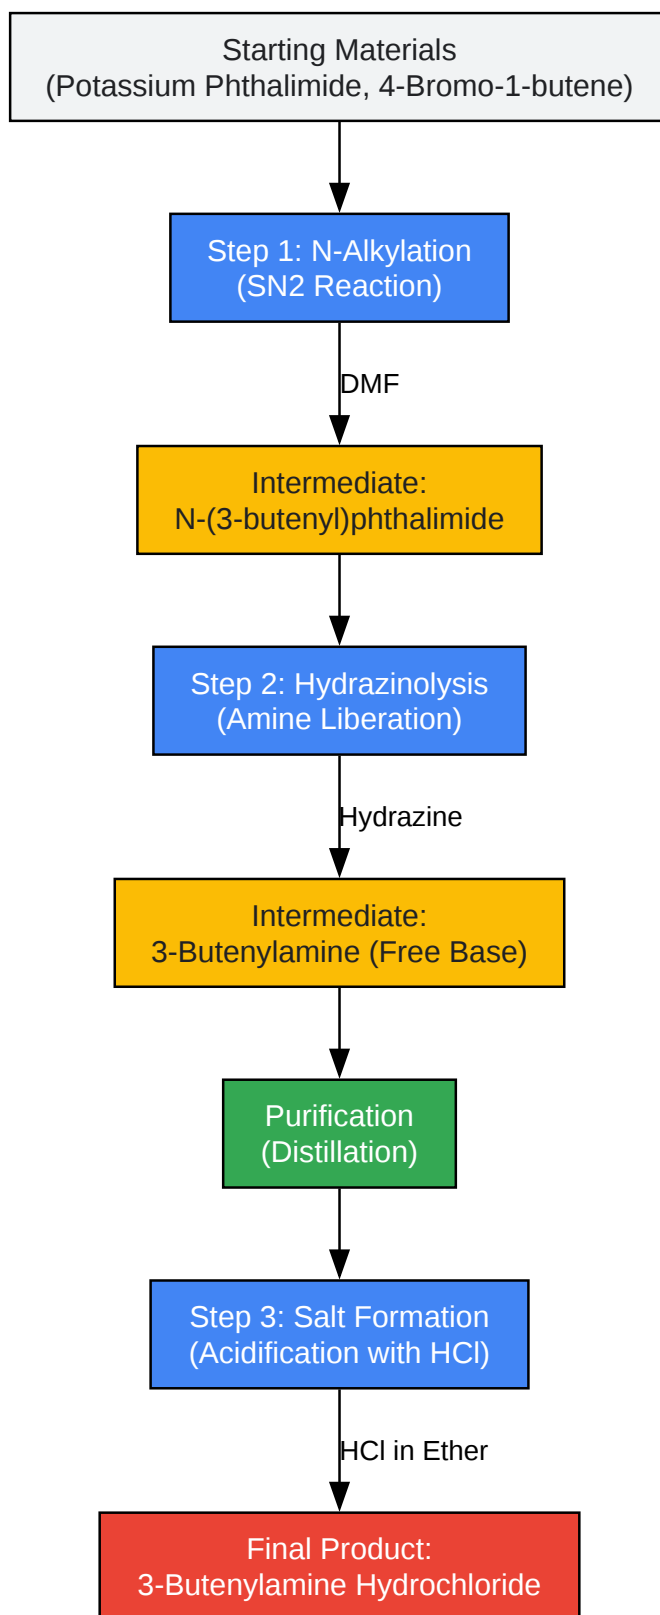 Starting Materials
(Potassium Phthalimide, 4-Bromo-1-butene)
Step 1: N-Alkylation
(SN2 Reaction)
DMF
Intermediate:
N-(3-butenyl)phthalimide
Step 2: Hydrazinolysis
(Amine Liberation)
Hydrazine
Intermediate:
3-Butenylamine (Free Base)
Purification
(Distillation)
Step 3: Salt Formation
(Acidification with HCl)
HCl in Ether
Final Product:
3-Butenylamine Hydrochloride